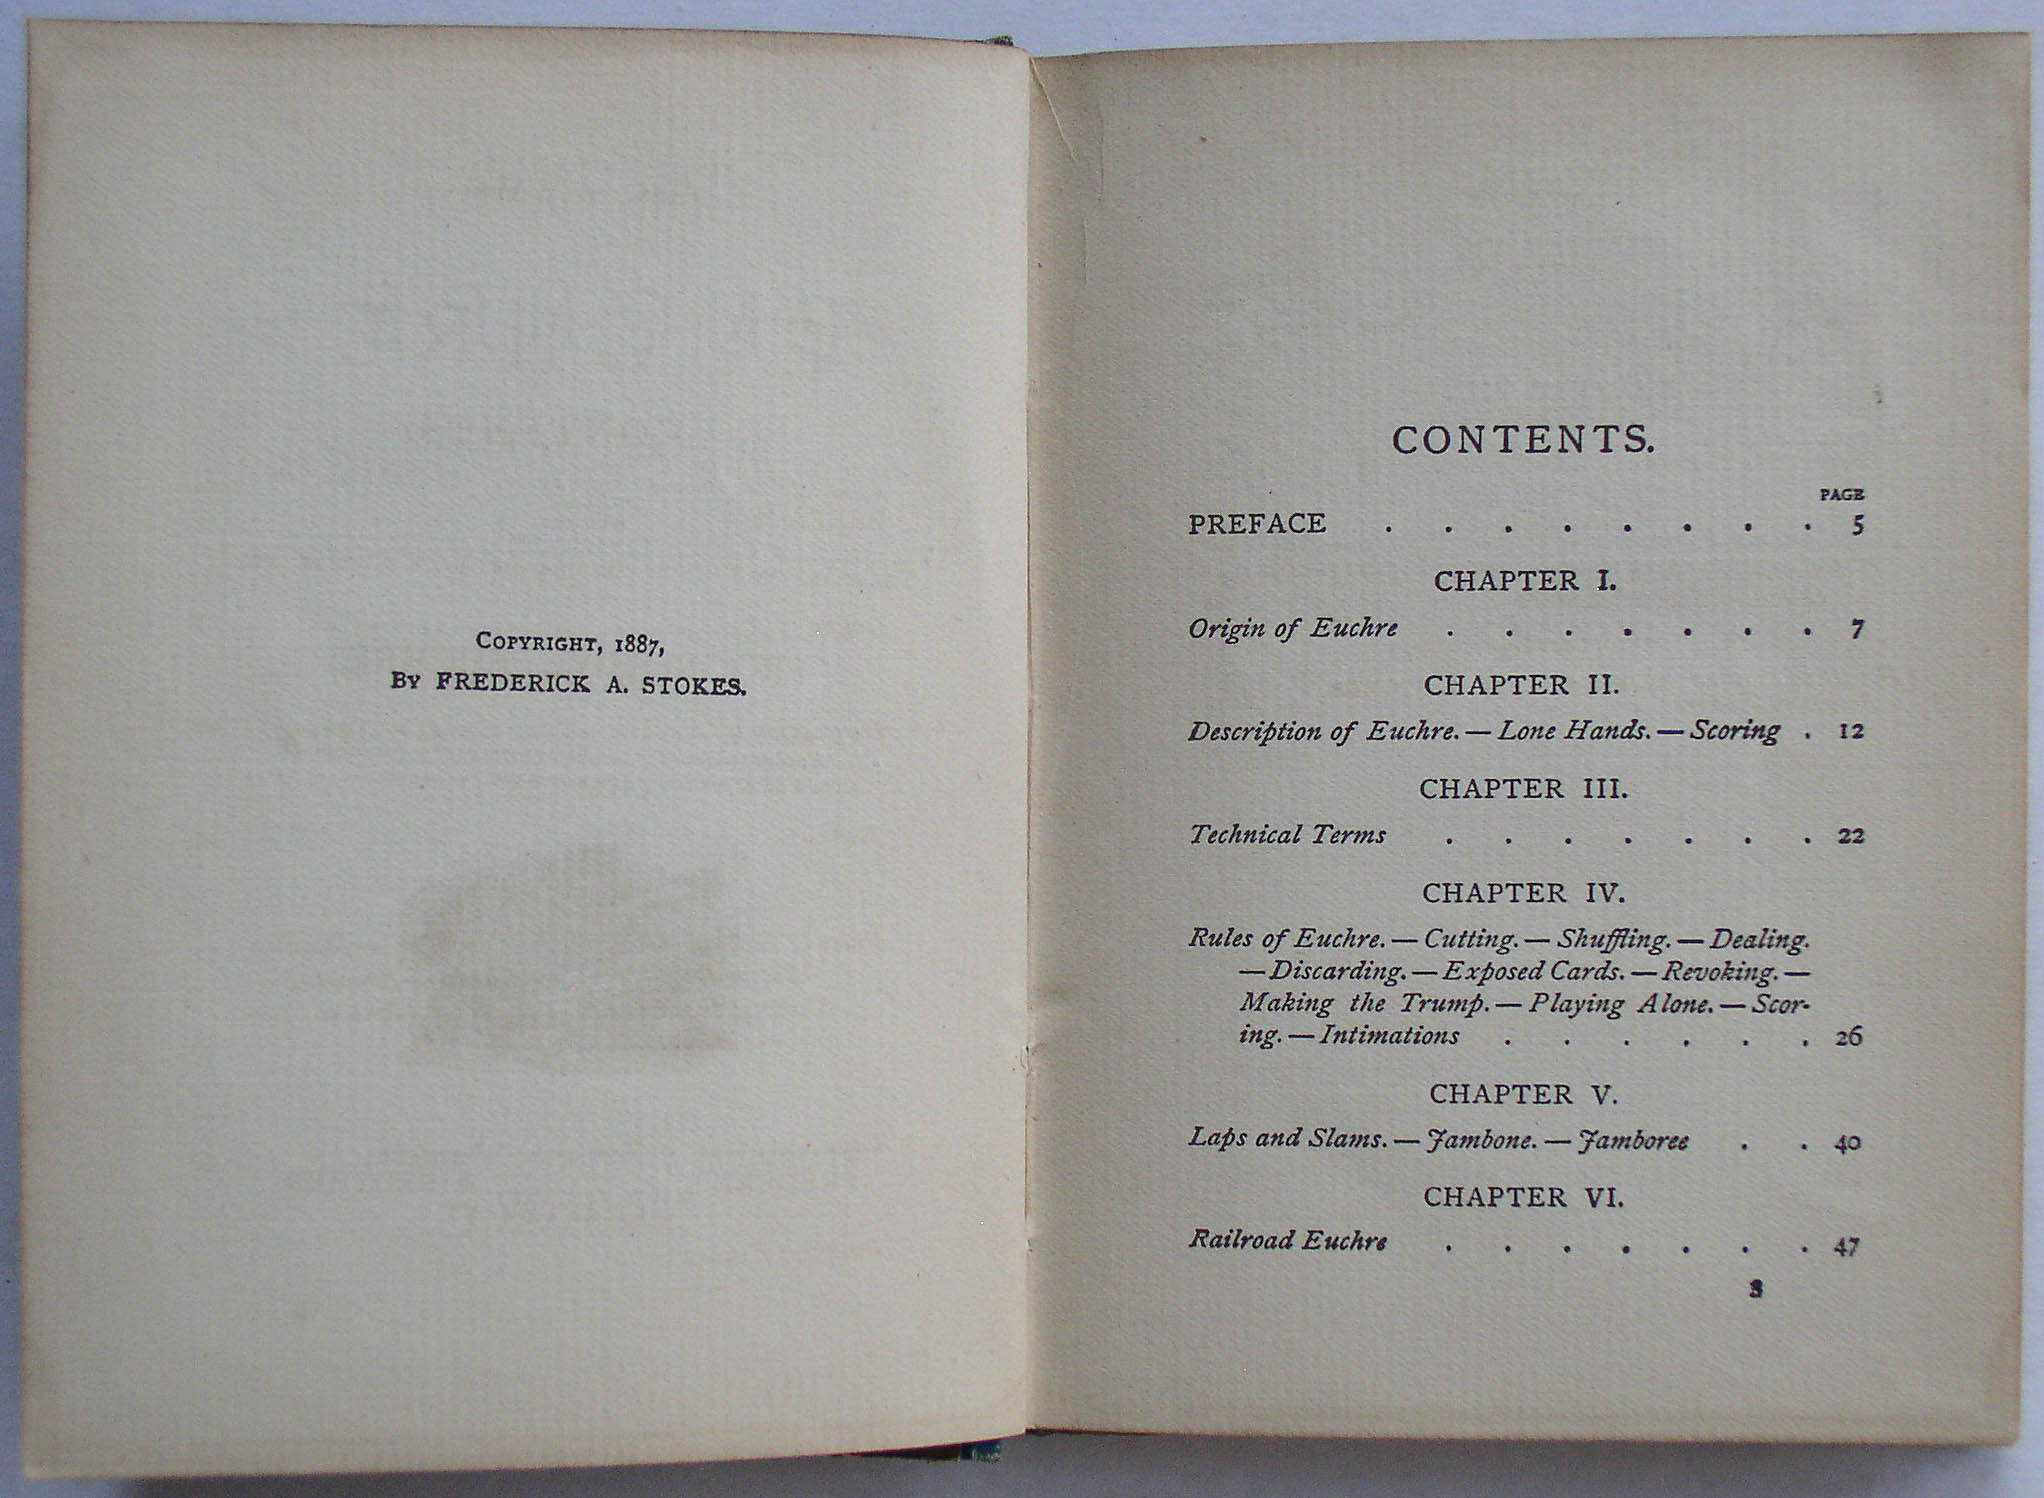 COPYRIGHT, 1887,
BY FREDERICK A. STOKES.
CONTENTS.
PAGE
PREFACE . . . . . . . . 5
CHAPTER I.
Origin of Euchre . . . . . . . 7
CHAPTER II.
Description of Euchre. — Lone Hands. — Scoring . 12
CHAPTER III.
Technical Terms . . . . . . . 22
CHAPTER IV.
Rules of Euchre. — Cutting. — Shuffling. — Dealing.
— Discarding. — Exposed Cards. — Revoking. —
Making the Trump. — Playing Alone. — Scor-
ing. — Intimations . . . . . . 26
CHAPTER V.
Laps and Slams. — Jambone. — Jamboree . . 40
CHAPTER VI.
Railroad Euchre . . . . . . . 47
3